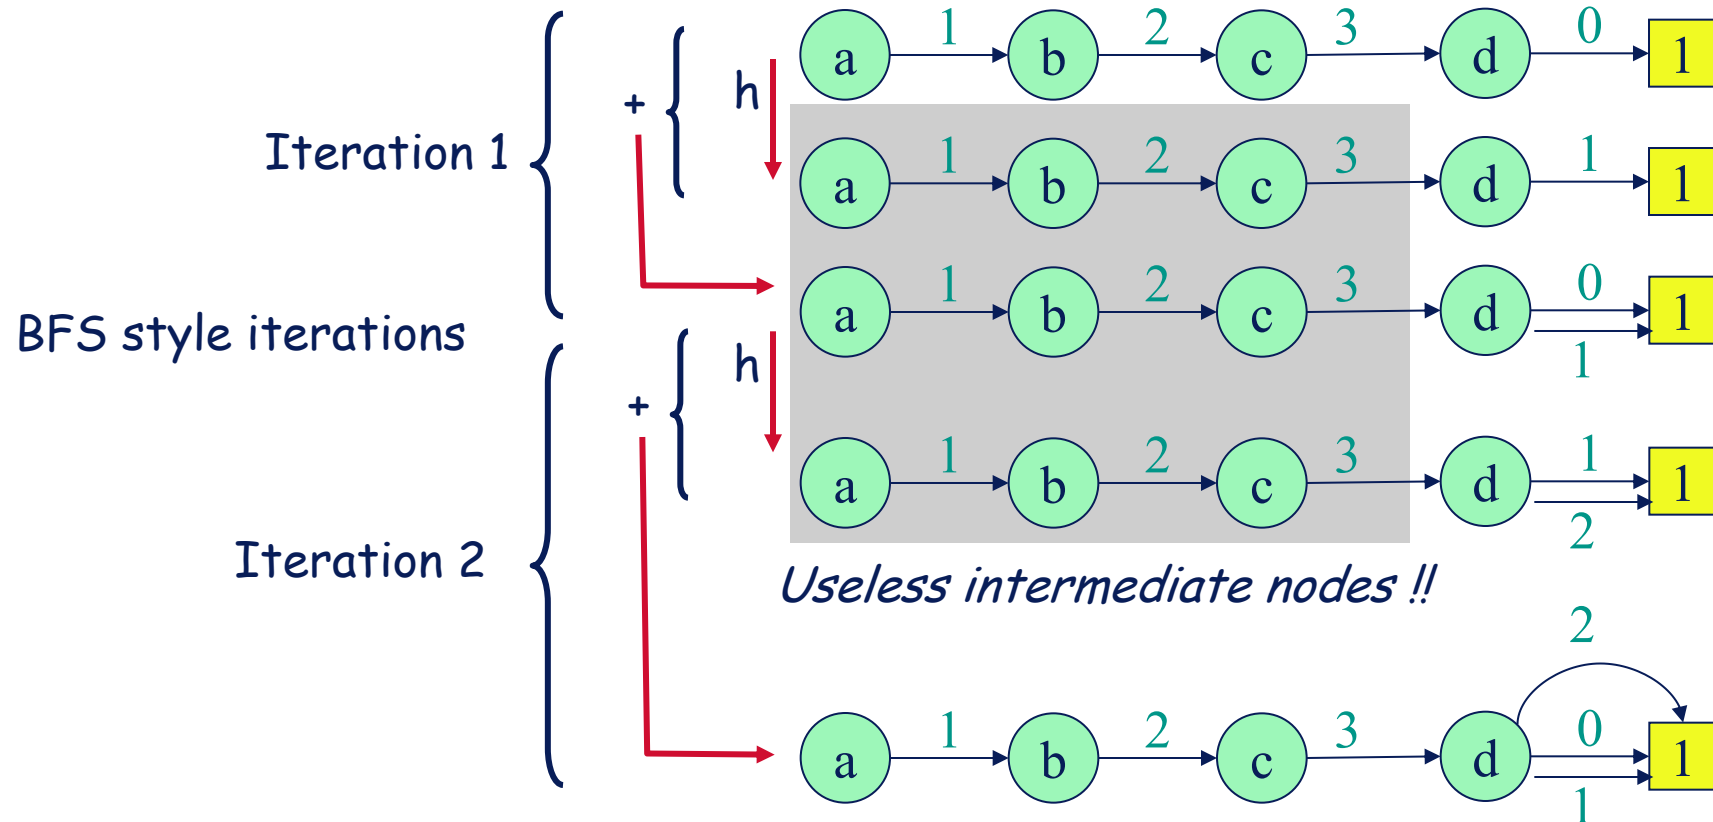 1 2 3 0
a b c d 1
+ h
Iteration 1
1 2 3 1
a b c d 1
1 2 3 0
a b c d 1
1
BFS style iterations
h
+
1 2 3 1
a b c d 1
2
Iteration 2
Useless intermediate nodes !!
2
1 2 3 0
a b c d 1
1